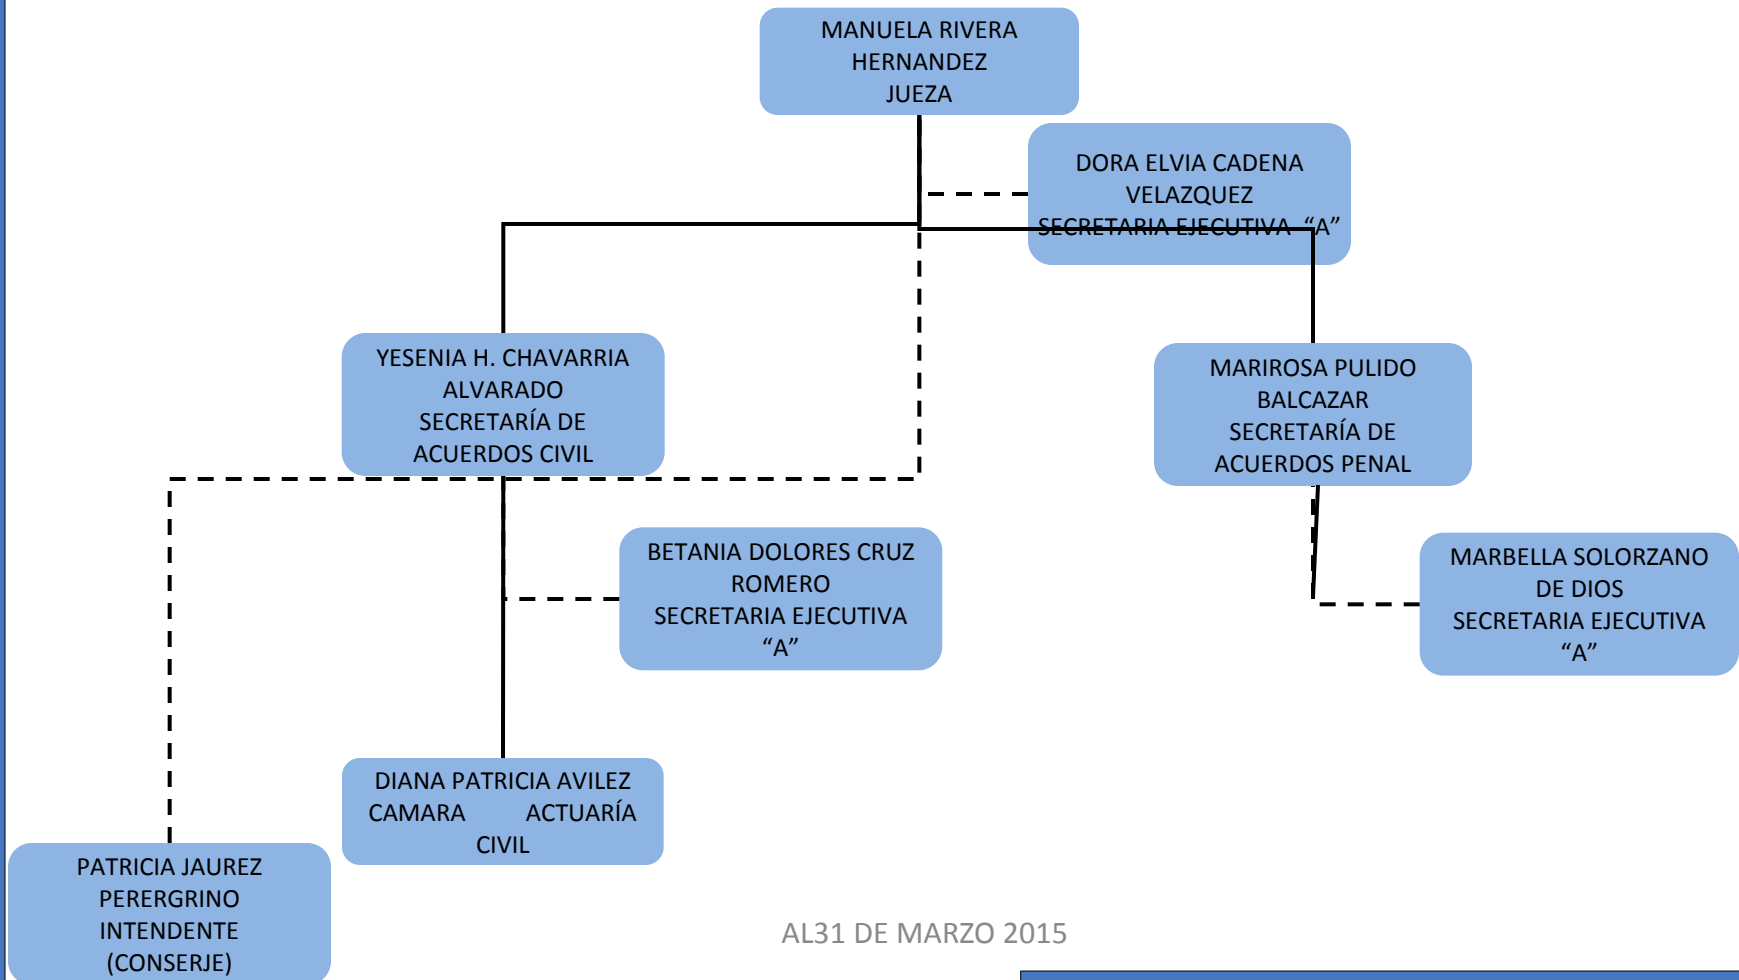 MANUELA RIVERA
HERNANDEZ
JUEZA
DORA ELVIA CADENA
VELAZQUEZ
SECRETARIA EJECUTIVA “A”
YESENIA H. CHAVARRIA
ALVARADO
SECRETARÍA DE
ACUERDOS CIVIL
MARIROSA PULIDO
BALCAZAR
SECRETARÍA DE
ACUERDOS PENAL
BETANIA DOLORES CRUZ
ROMERO
SECRETARIA EJECUTIVA
“A”
MARBELLA SOLORZANO
DE DIOS
SECRETARIA EJECUTIVA
“A”
DIANA PATRICIA AVILEZ
CAMARA ACTUARÍA
CIVIL
PATRICIA JAUREZ
PERERGRINO
INTENDENTE
(CONSERJE)
AL31 DE MARZO 2015